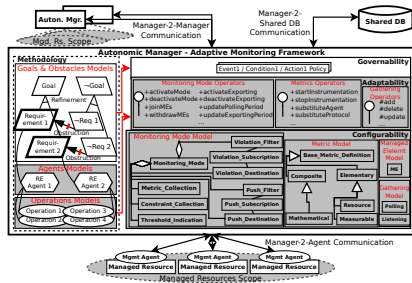 Auton. Mgr.
Mod. TE Scope
Manager-2-Manager
Communication
Manager-2-
Shared DB
Communication
Shared DB
Autonomic Manager - Adaptive Monitoring Framework
Methodology
Goals & Obstacles Models
Goal
¬Goal
Refinement
Requir-
ement 1
¬Req 1
Obstruction
Requir-
ement 2
¬Req 2
Obstruction
Agents Models
RE
Agent 1
RE
Agent 2
Operations Models
Operation 1
Operation 3
Operation 2
Operation 4
Governability
Event1 / Condition1 / Action1 Policy
Adaptability
Monitoring Mode Operators
+activateMode
+activateExporting
+deactivateMode
+deactivateExporting
+joinMEs
+updatePollingPeriod
+withdrawMEs
+updateExportingPeriod
...
Metrics Operators
+startInstrumentation
+stopInstrumentation
+substituteAgent
+substituteProtocol
...
Gathering
Operators
#add
#delete
#update
Configurability
Monitoring Mode Model
Violation_Filter
Monitoring_Mode
Violation_Subscription
Violation_Destination
Metric_Collection
Push_Filter
Constraint_Collection
Push_Subscription
Threshold_Indication
Push_Destination
Metric Model
Base_Metric_Definition
Composite
Elementary
Resource
Mathematical
Measurable
Managed
Element Model
ME
Gathering
Model
Polling
Listening
Manager-2-Agent Communication
Mgmt Agent
Mgmt Agent
Mgmt Agent
Managed Resource
Managed Resource
Managed Resource
Managed Resources Scope